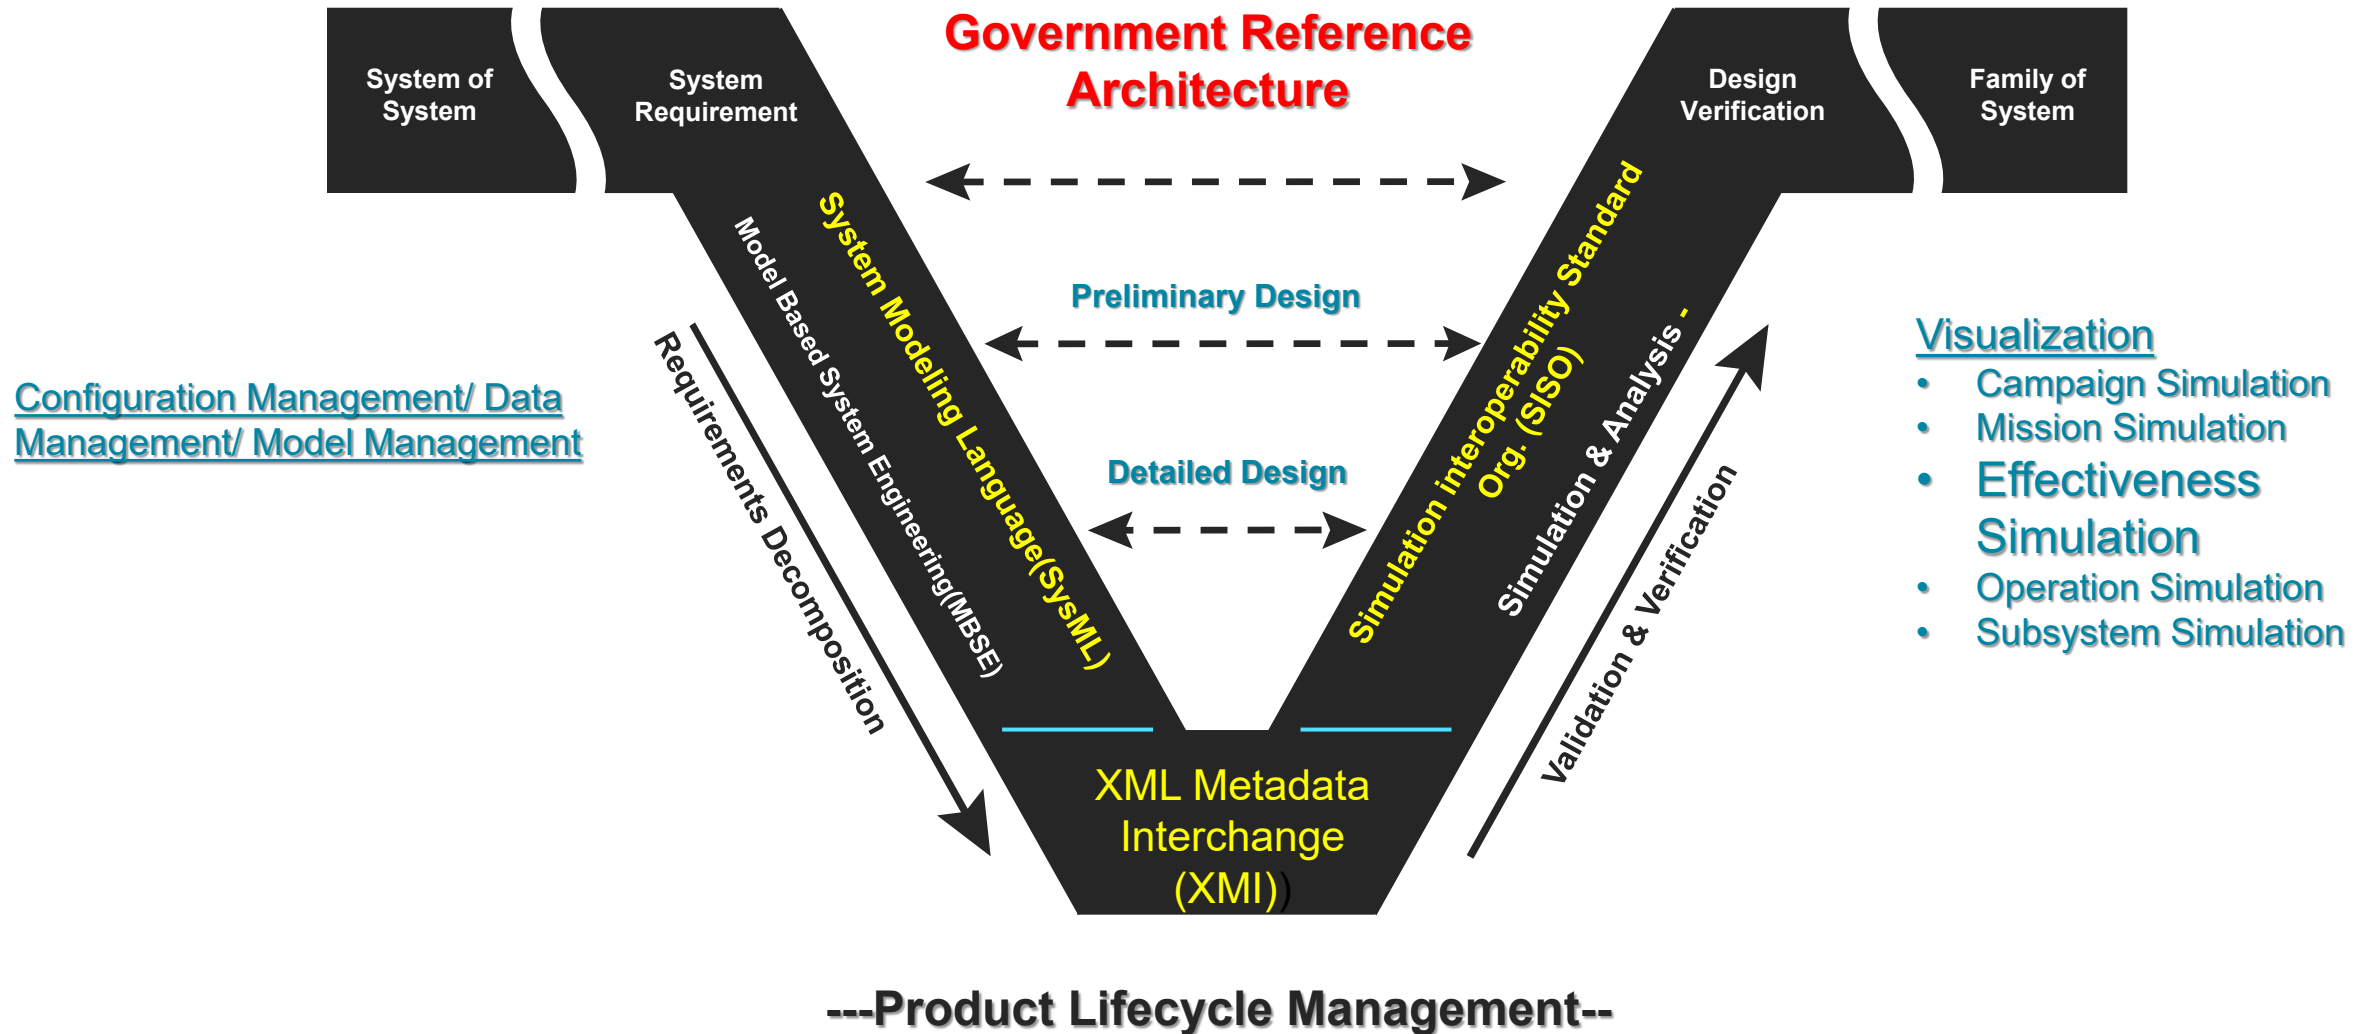 Government Reference
Architecture
System of
System
System
Requirement
Design
Verification
Family of
System
System Modeling Language(SysML)
Model Based System Engineering(MBSE)
Requirements Decomposition
Preliminary Design
Detailed Design
Simulation interoperability Standard
Org. (SISO)
Simulation & Analysis -
Validation & Verification
Configuration Management/ Data
Management/ Model Management
Visualization
• Campaign Simulation
• Mission Simulation
• Effectiveness
Simulation
• Operation Simulation
• Subsystem Simulation
XML Metadata
Interchange
(XMI))
---Product Lifecycle Management--